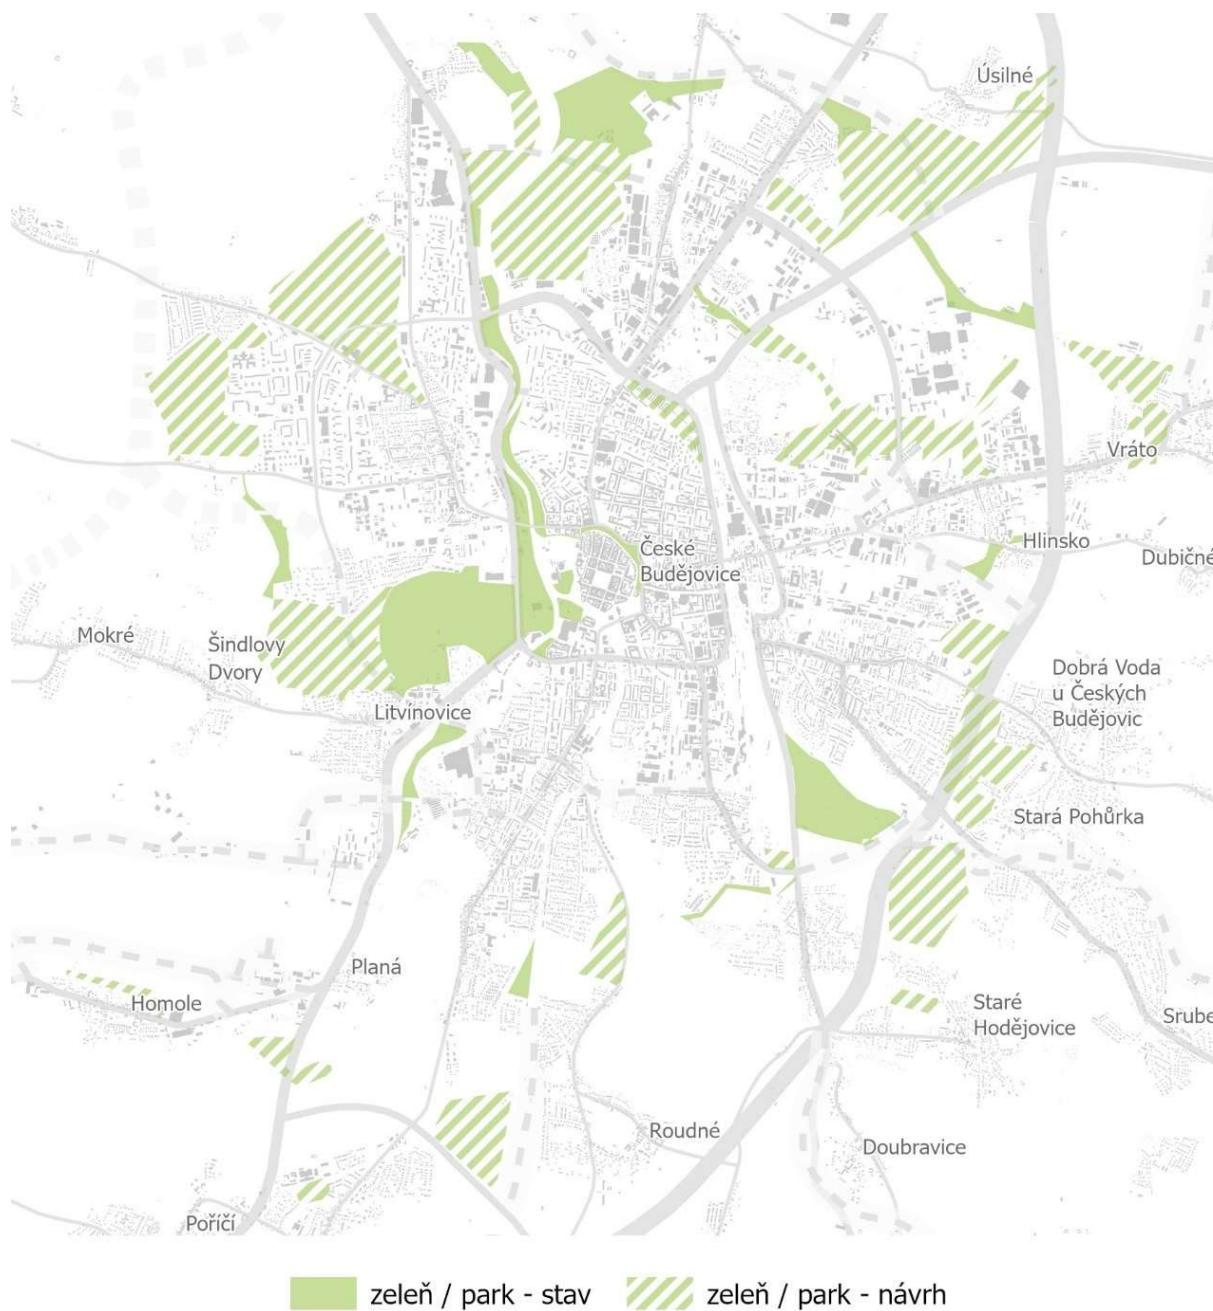 Úsilné
Vráto
České
Budějovice
Hlinsko
Dubičné
Mokré
Šindlovy
Dvory
Dobrá Voda
u Českých
Budějovic
Litvínovice
Stará Pohůrka
Planá
Homole
Staré
Hodějovice
Srube
Roudné
Doubravice
Poříčí
zeleň / park - stav
zeleň / park - návrh